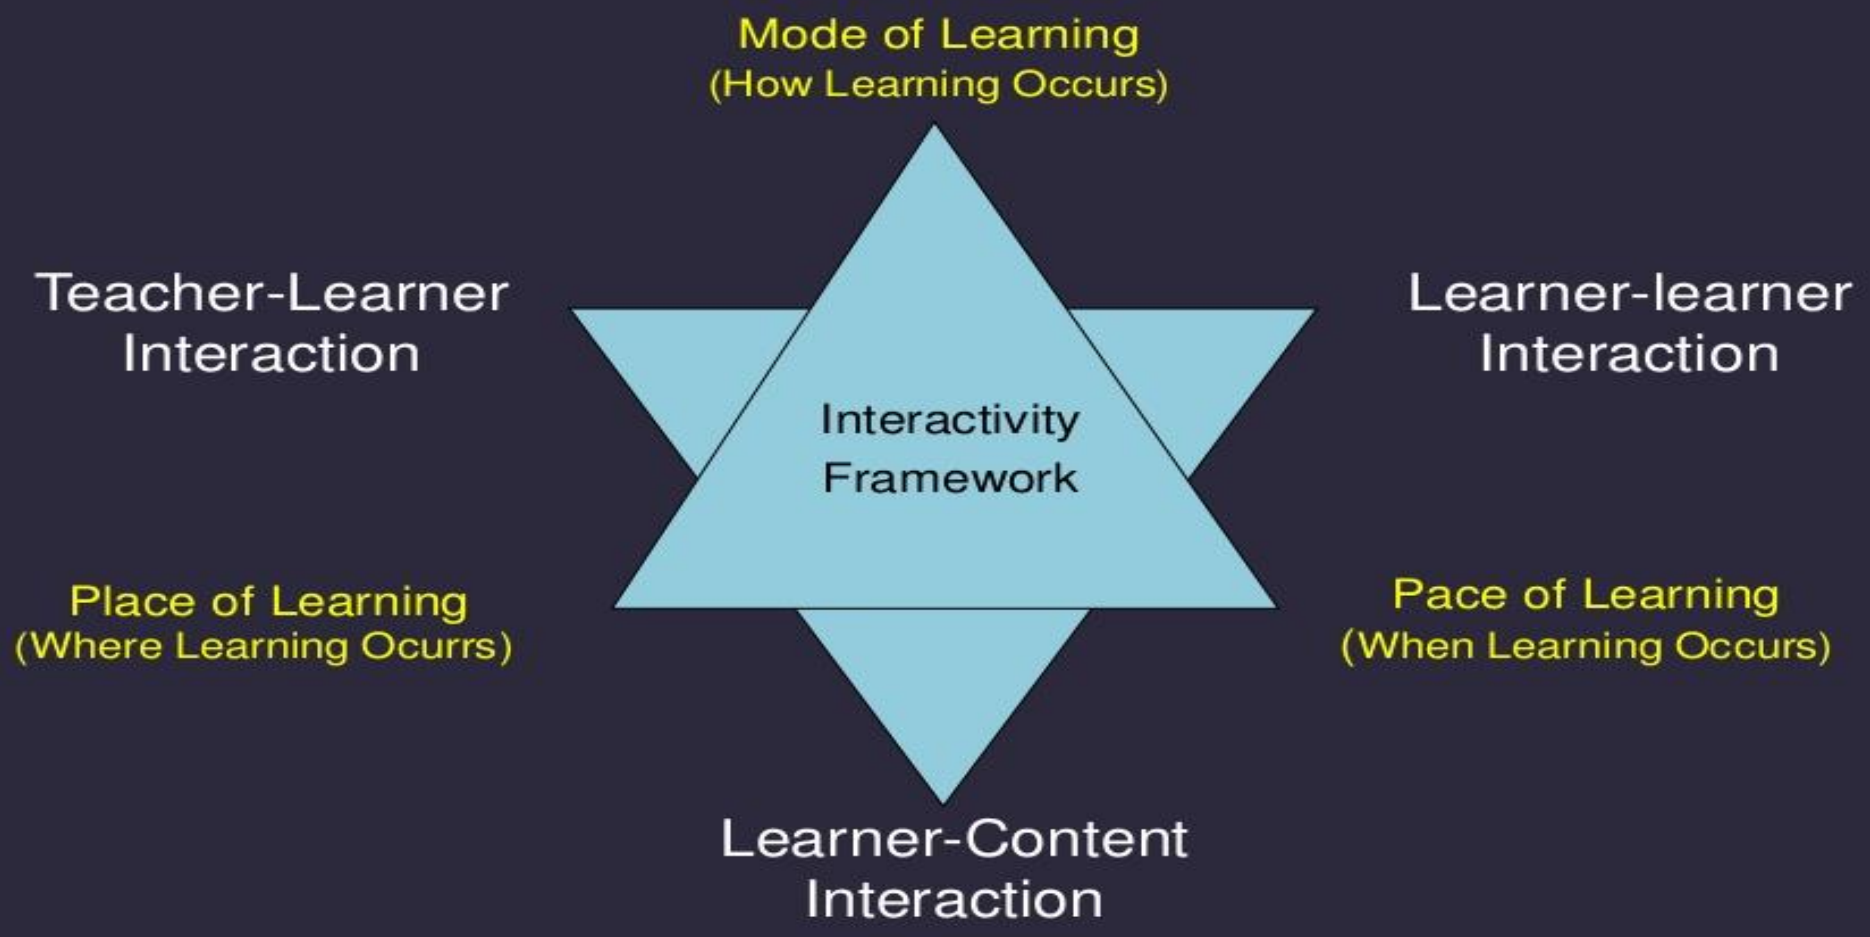 Mode of Learning
(How Learning Occurs)
Teacher-Learner
Interaction
Learner-learner
Interaction
Interactivity
Framework
Place of Learning
(Where Learning Ocurrs)
Pace of Learning
(When Learning Occurs)
Learner-Content
Interaction